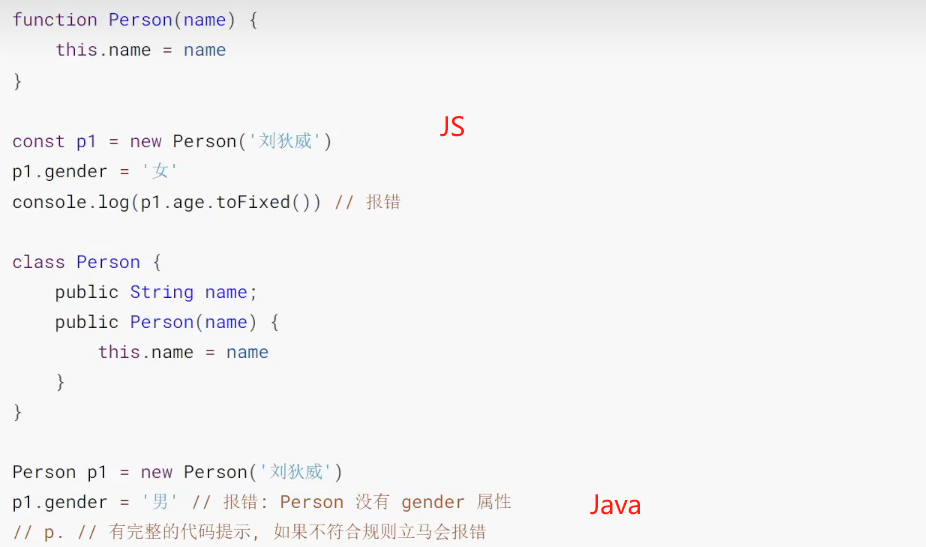 function Person(name) {
    this.name = name
}
JS
const p1 = new Person('刘狄威')
p1.gender = '女'
console.log(p1.age.toFixed()) // 报错
class Person {
    public String name;
    public Person(name) {
        this.name = name
    }
}
Person p1 = new Person('刘狄威')
p1.gender = '男' // 报错: Person 没有 gender 属性
Java
// p. // 有完整的代码提示, 如果不符合规则立马会报错